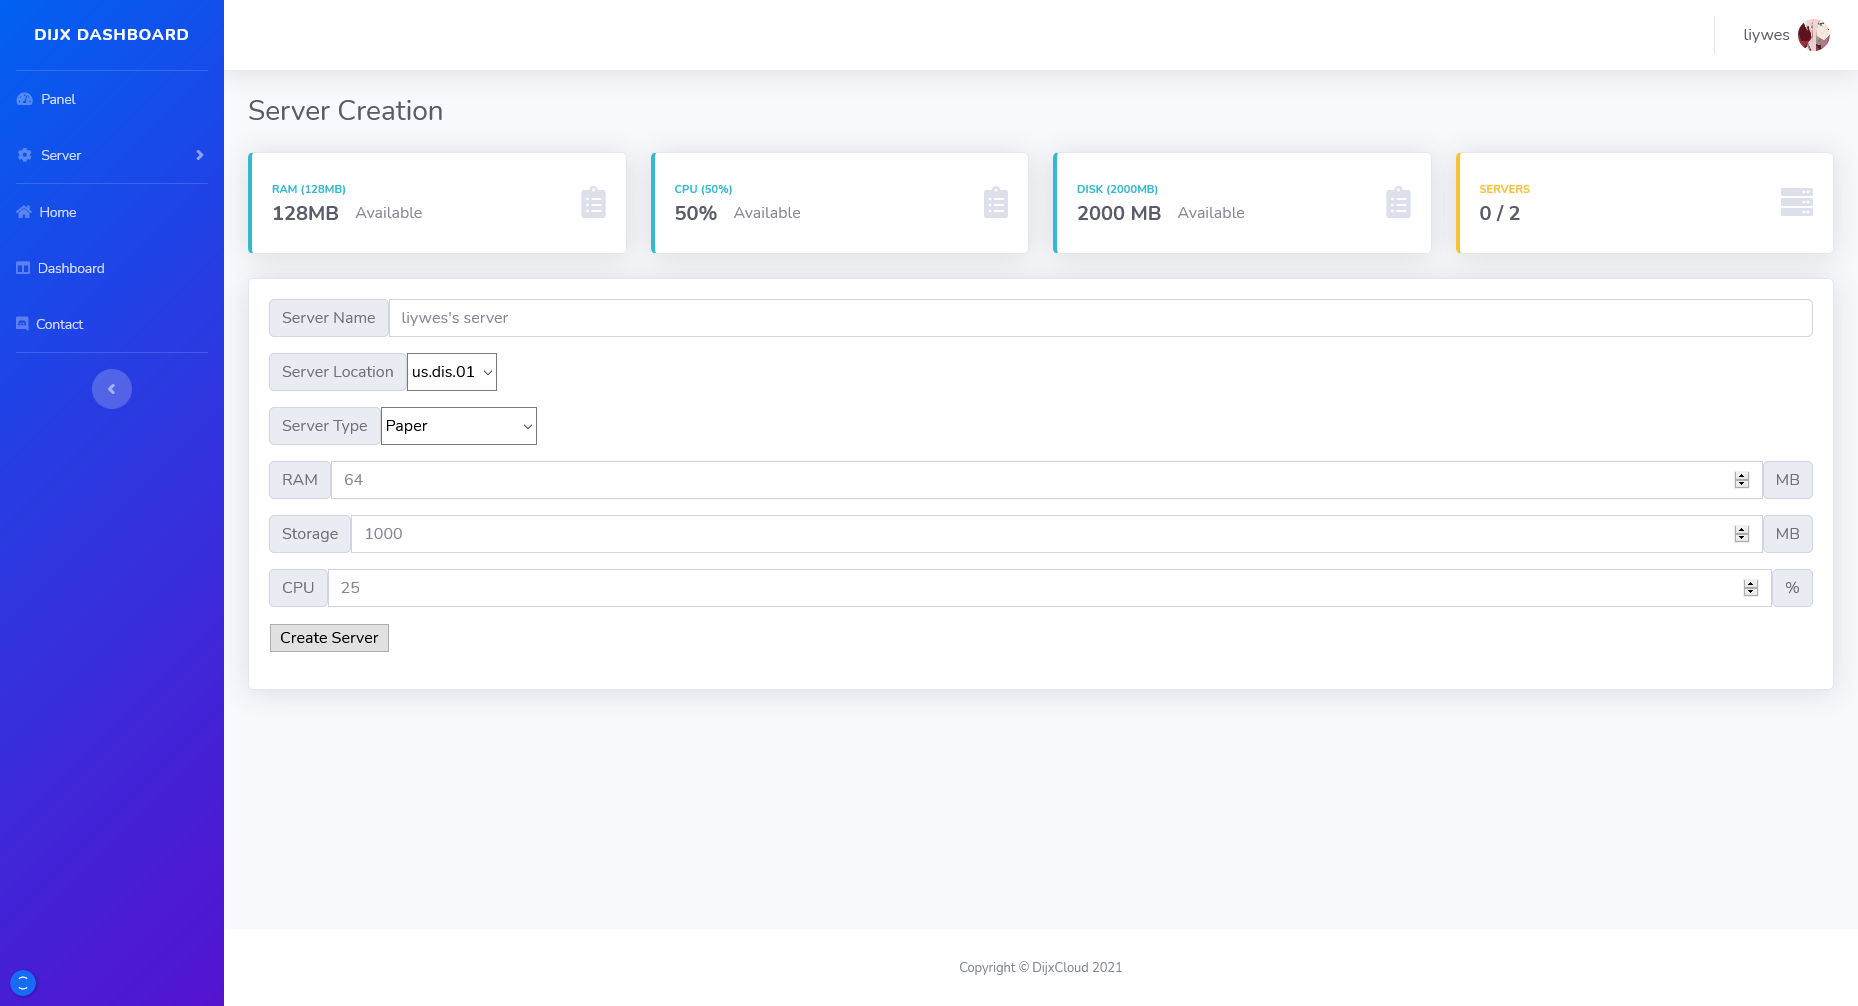 DIJX DASHBOARD
liywes
Panel
Server
Home
Dashboard
Contact
Server Creation
RAM (128MB)
128MB Available
CPU (50%)
50% Available
DISK (2000MB)
2000 MB Available
SERVERS
0 / 2
Server Name liywes's server
Server Location us.dis.01
Server Type Paper
RAM 64 MB
Storage 1000 MB
CPU 25 %
Create Server
Copyright © DijxCloud 2021